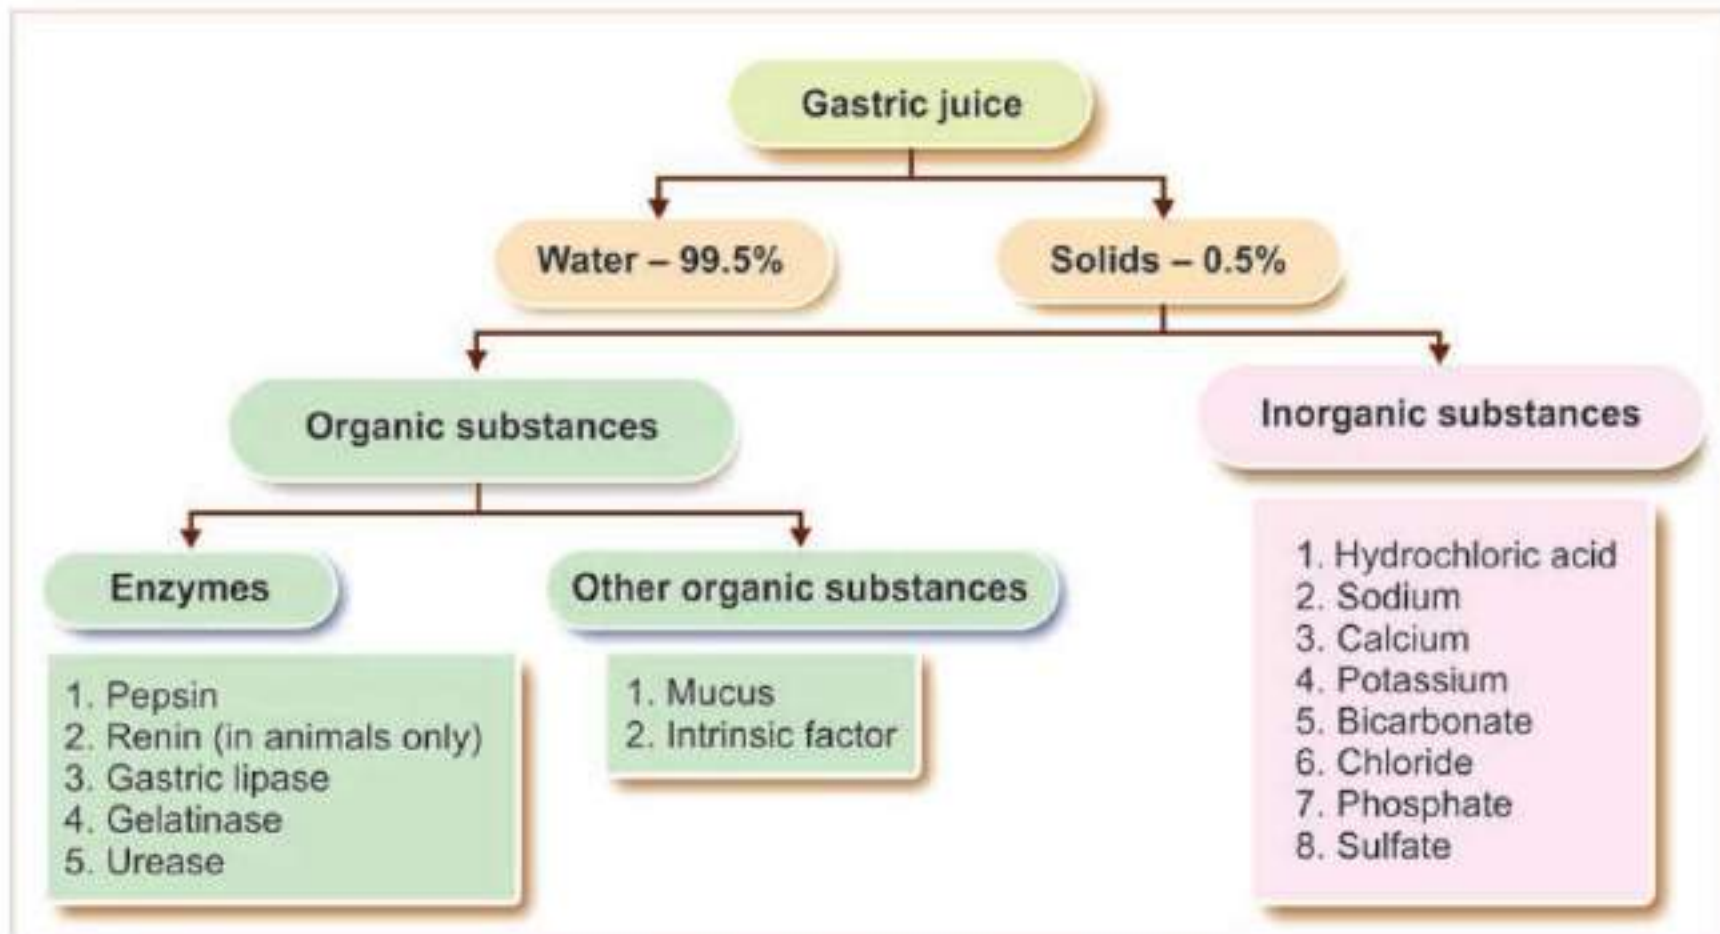 Gastric juice
Water – 99.5%
Solids – 0.5%
Organic substances
Inorganic substances
Enzymes
Other organic substances
1. Pepsin
2. Renin (in animals only)
3. Gastric lipase
4. Gelatinase
5. Urease
1. Mucus
2. Intrinsic factor
1. Hydrochloric acid
2. Sodium
3. Calcium
4. Potassium
5. Bicarbonate
6. Chloride
7. Phosphate
8. Sulfate